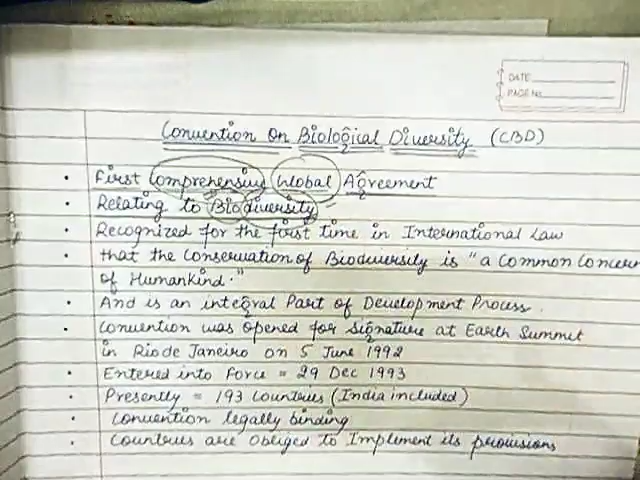 DATE
PAGE No.
Convention on Biological Diversity (CBD)
• First Comprehensive Global Agreement
• Relating to Biodiversity
• Recognized for the first time in International Law
• that the Conservation of Biodiversity is "a Common Concern
of Humankind."
• And is an integral Part of Development Process.
• Convention was opened for signature at Earth Summit
in Rio de Janeiro on 5 June 1992
• Entered into Force = 29 Dec 1993
• Presently = 193 Countries (India included)
• Convention legally binding
• Countries are obliged to Implement its provisions